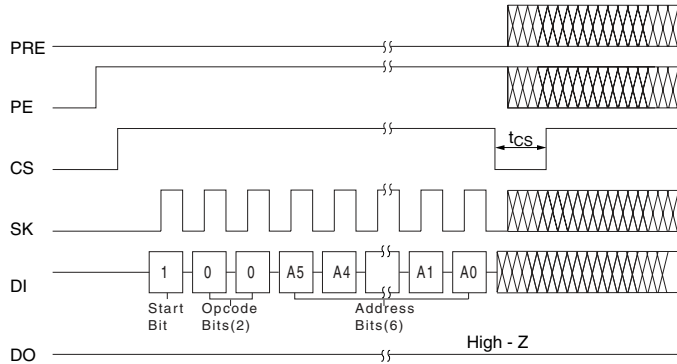 PRE
PE
tCS
CS
SK
1 0 0 A5 A4 A1 A0
DI
Start Opcode Address
Bit Bits(2) Bits(6)
High - Z
DO